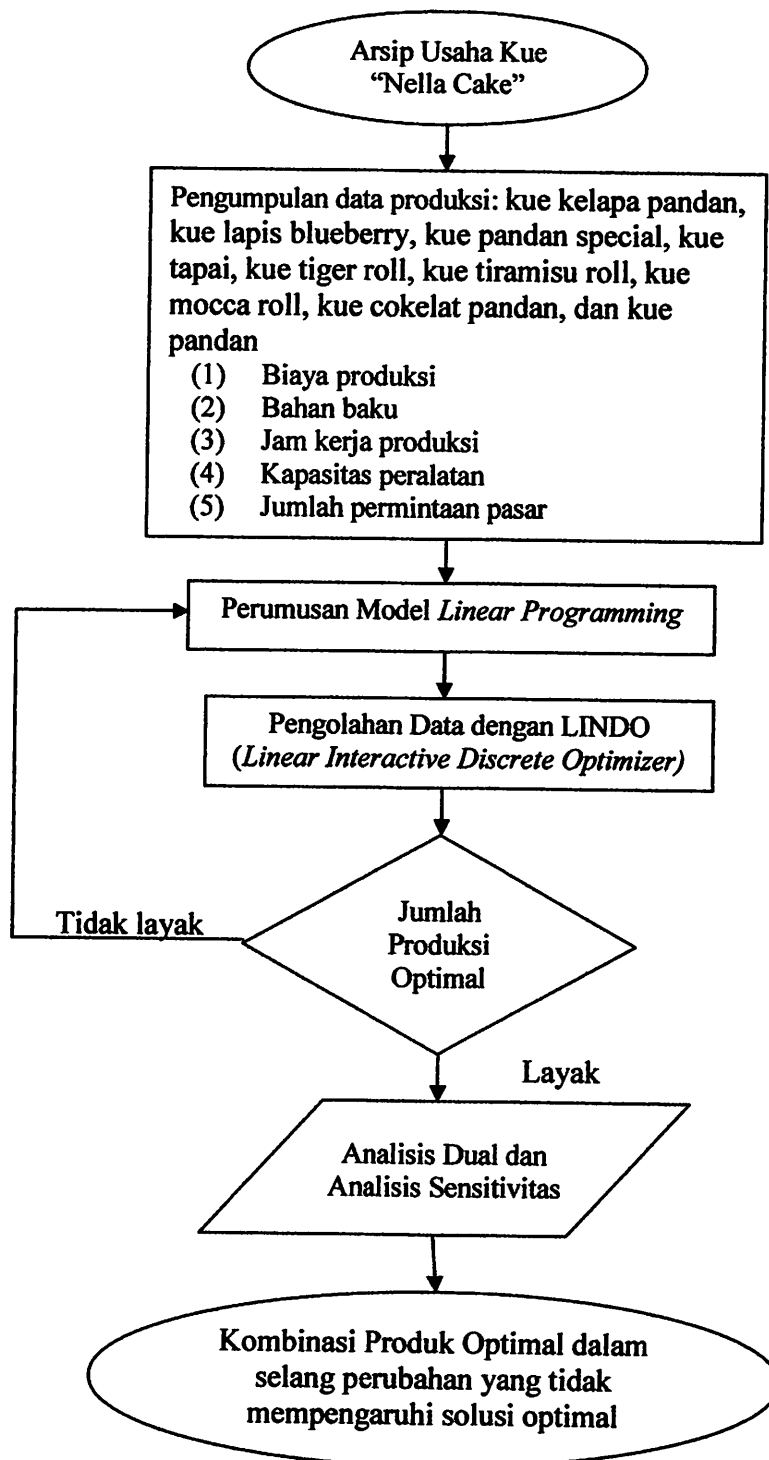 Arsip Usaha Kue
“Nella Cake”
Pengumpulan data produksi: kue kelapa pandan,
kue lapis blueberry, kue pandan special, kue
tapai, kue tiger roll, kue tiramisu roll, kue
mocca roll, kue cokelat pandan, dan kue
pandan
(1) Biaya produksi
(2) Bahan baku
(3) Jam kerja produksi
(4) Kapasitas peralatan
(5) Jumlah permintaan pasar
Perumusan Model Linear Programming
Pengolahan Data dengan LINDO
(Linear Interactive Discrete Optimizer)
Tidak layak
Jumlah
Produksi
Optimal
Layak
Analisis Dual dan
Analisis Sensitivitas
Kombinasi Produk Optimal dalam
selang perubahan yang tidak
mempengaruhi solusi optimal